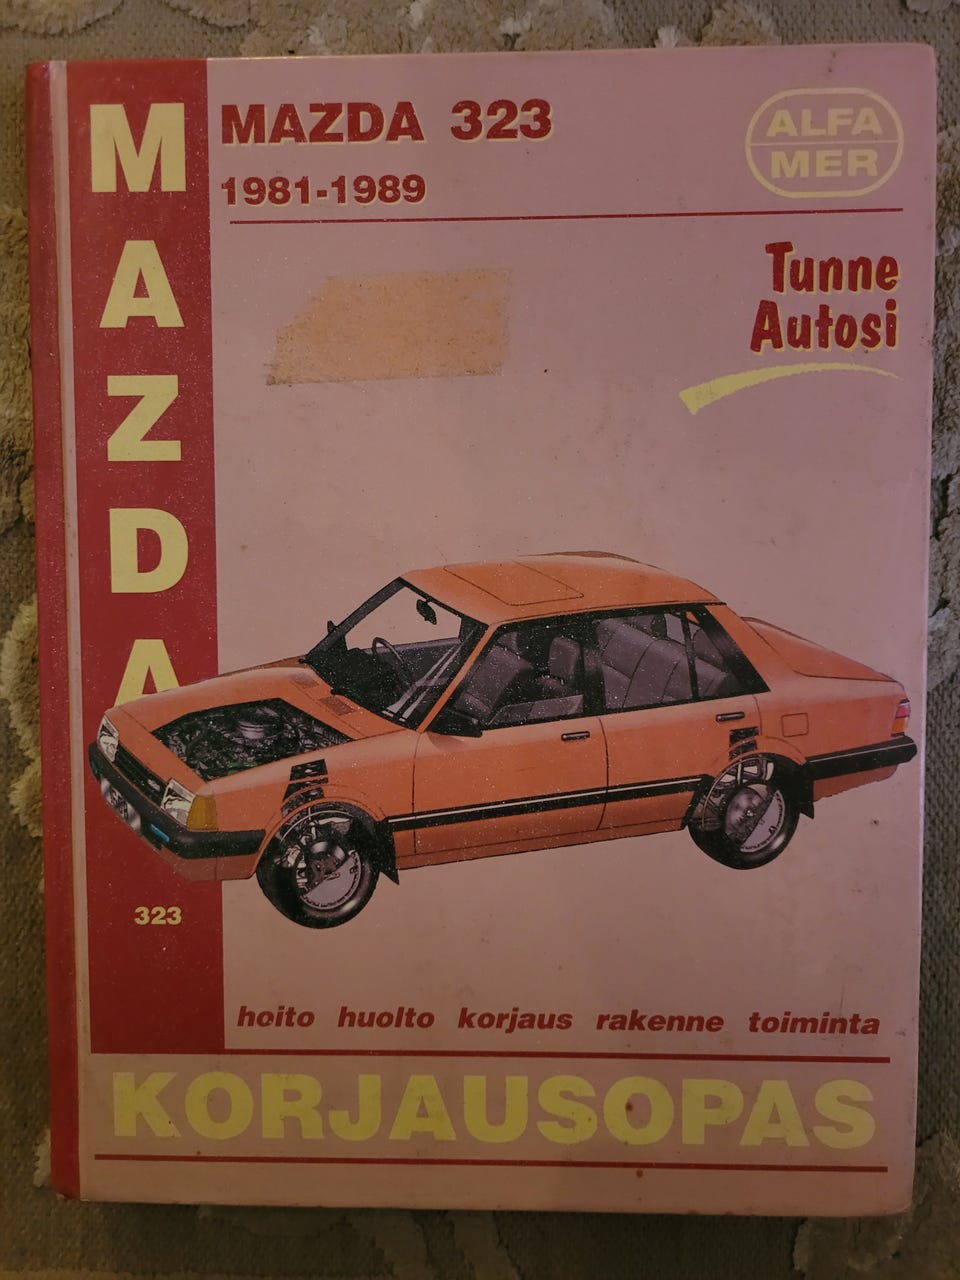 MAZDA
MAZDA 323
1981-1989
ALFA
MER
Tunne
Autosi
323
hoito huolto korjaus rakenne toiminta
KORJAUSOPAS